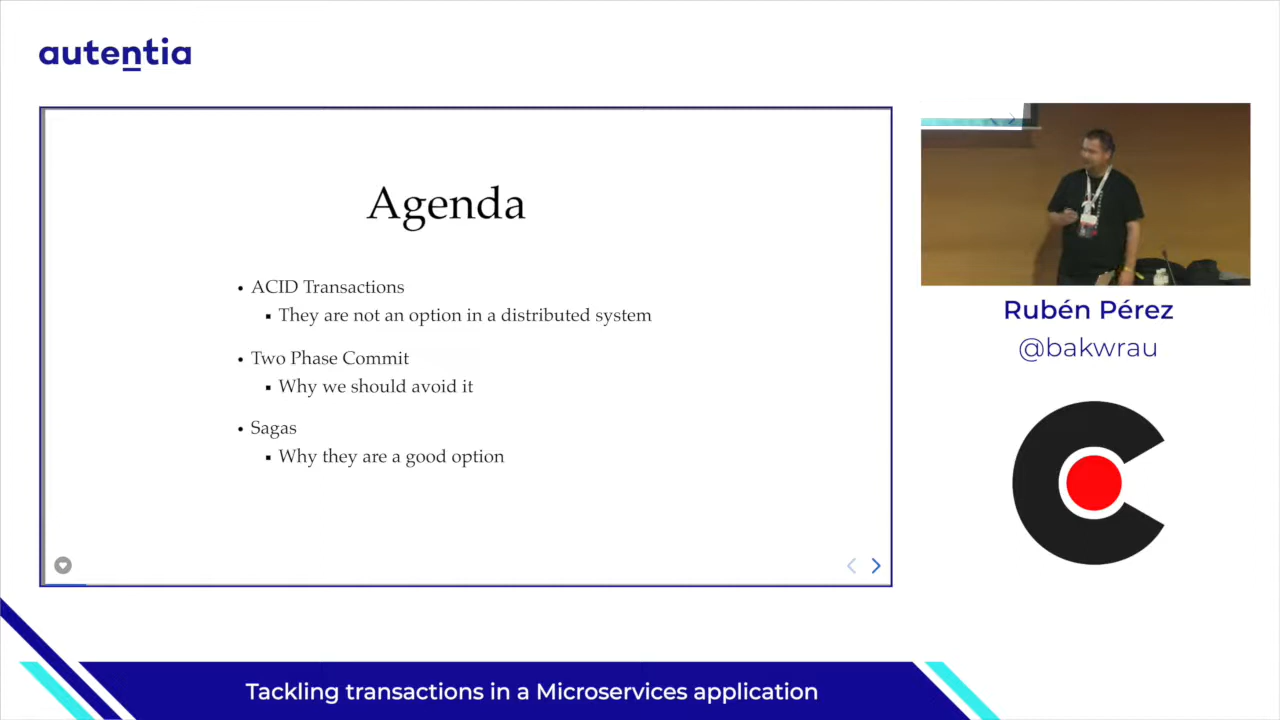 autentia
Agenda
• ACID Transactions
▪ They are not an option in a distributed system
• Two Phase Commit
▪ Why we should avoid it
• Sagas
▪ Why they are a good option
Rubén Pérez
@bakwrau
Tackling transactions in a Microservices application